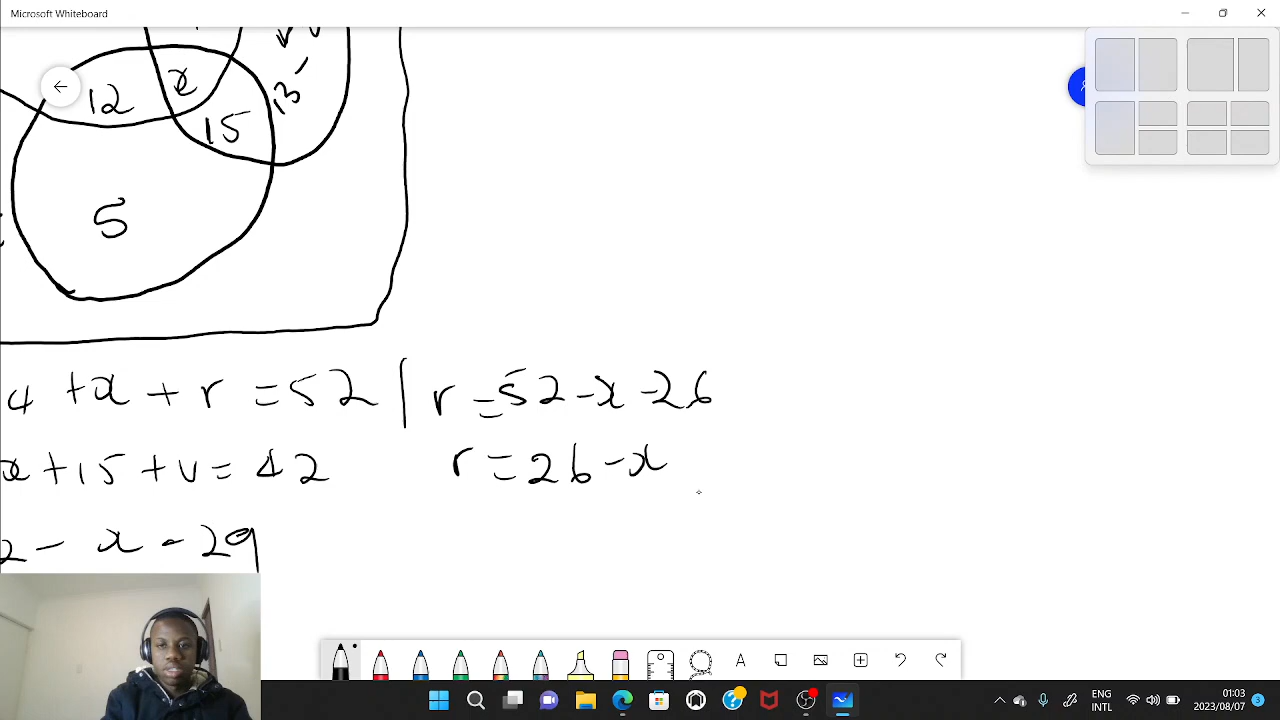 Microsoft Whiteboard
12
x
15
13 -
5
4 + x + r = 52 | r = 52 - x - 26
x + 15 + v = 42
r = 26 - x
2 - x - 29
A
ENG
INTL
01:03
2023/08/07
3